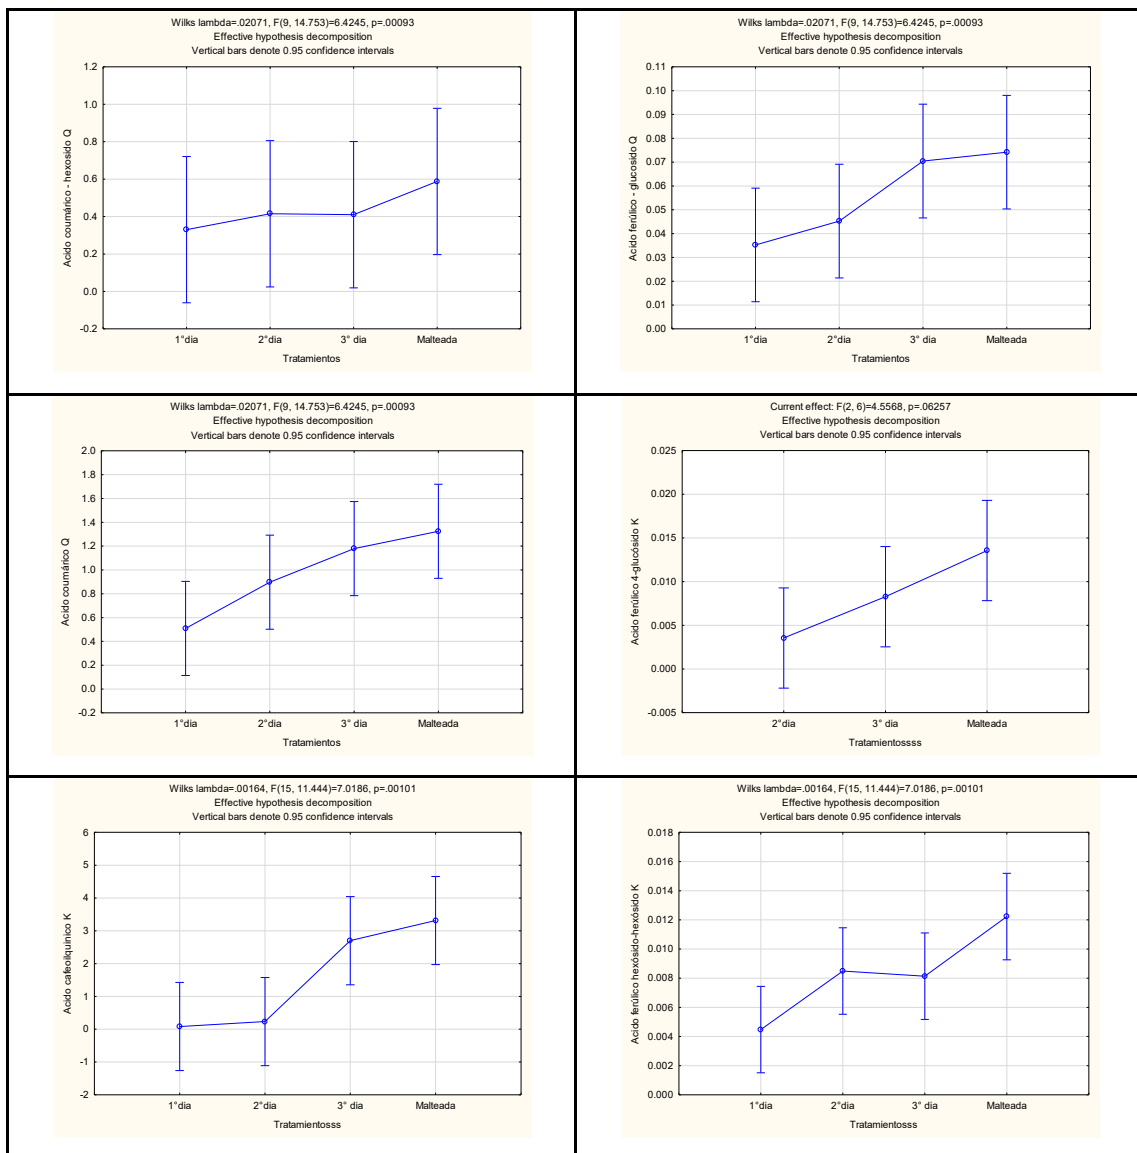 Wilks lambda=.02071, F(9, 14.753)=6.4245, p=.00093
Effective hypothesis decomposition
Vertical bars denote 0.95 confidence intervals
1.2
1.0
0.8
0.6
0.4
0.2
0.0
-0.2
Acido coumárico - hexosido Q
1°dia 2°dia 3° dia Malteada
Tratamientos
Wilks lambda=.02071, F(9, 14.753)=6.4245, p=.00093
Effective hypothesis decomposition
Vertical bars denote 0.95 confidence intervals
0.11
0.10
0.09
0.08
0.07
0.06
0.05
0.04
0.03
0.02
0.01
0.00
Acido ferúlico - glucosido Q
1°dia 2°dia 3° dia Malteada
Tratamientos
Wilks lambda=.02071, F(9, 14.753)=6.4245, p=.00093
Effective hypothesis decomposition
Vertical bars denote 0.95 confidence intervals
2.0
1.8
1.6
1.4
1.2
1.0
0.8
0.6
0.4
0.2
0.0
-0.2
Acido coumárico Q
1°dia 2°dia 3° dia Malteada
Tratamientos
Current effect: F(2, 6)=4.5568, p=.06257
Effective hypothesis decomposition
Vertical bars denote 0.95 confidence intervals
0.025
0.020
0.015
0.010
0.005
0.000
-0.005
Acido ferúlico 4-glucósido K
2°dia 3°dia Malteada
Tratamientossss
Wilks lambda=.00164, F(15, 11.444)=7.0186, p=.00101
Effective hypothesis decomposition
Vertical bars denote 0.95 confidence intervals
6
5
4
3
2
1
0
-1
-2
Acido cafeoilquinico K
1°dia 2°dia 3° dia Malteada
Tratamientosss
Wilks lambda=.00164, F(15, 11.444)=7.0186, p=.00101
Effective hypothesis decomposition
Vertical bars denote 0.95 confidence intervals
0.018
0.016
0.014
0.012
0.010
0.008
0.006
0.004
0.002
0.000
Acido ferúlico hexósido-hexósido K
1°dia 2°dia 3° dia Malteada
Tratamientosss